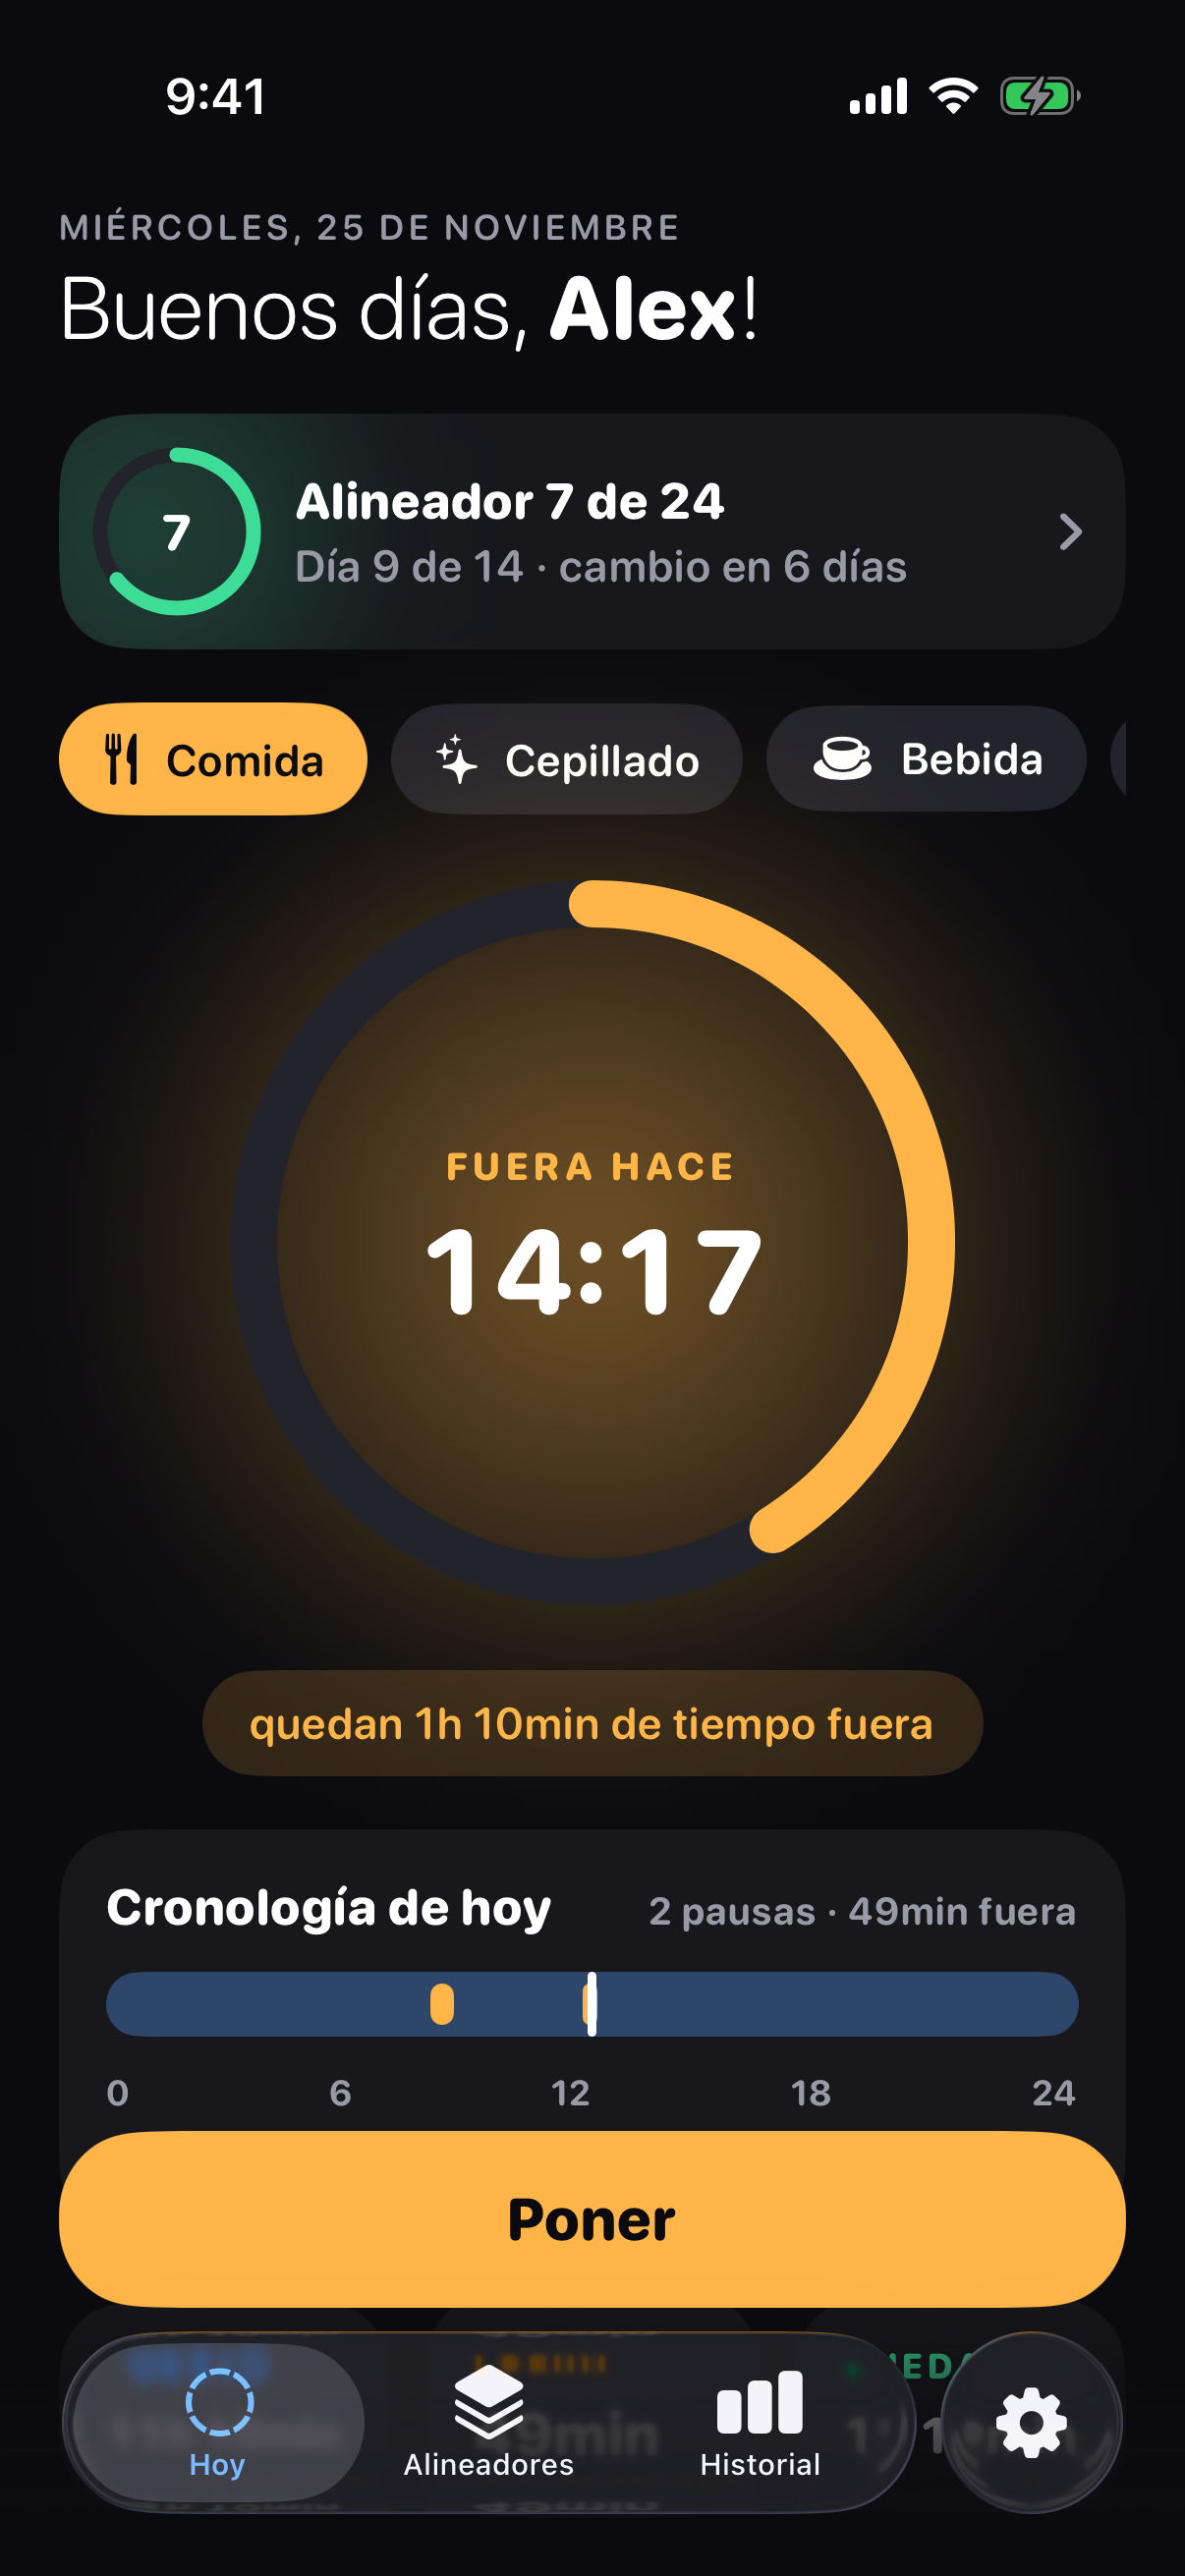 9:41
MIÉRCOLES, 25 DE NOVIEMBRE
Buenos días, Alex!
7
Alineador 7 de 24
Día 9 de 14 · cambio en 6 días
Comida
Cepillado
Bebida
FUERA HACE
14:17
quedan 1h 10min de tiempo fuera
Cronología de hoy
2 pausas · 49min fuera
0 6 12 18 24
Poner
Hoy
Alineadores
Historial